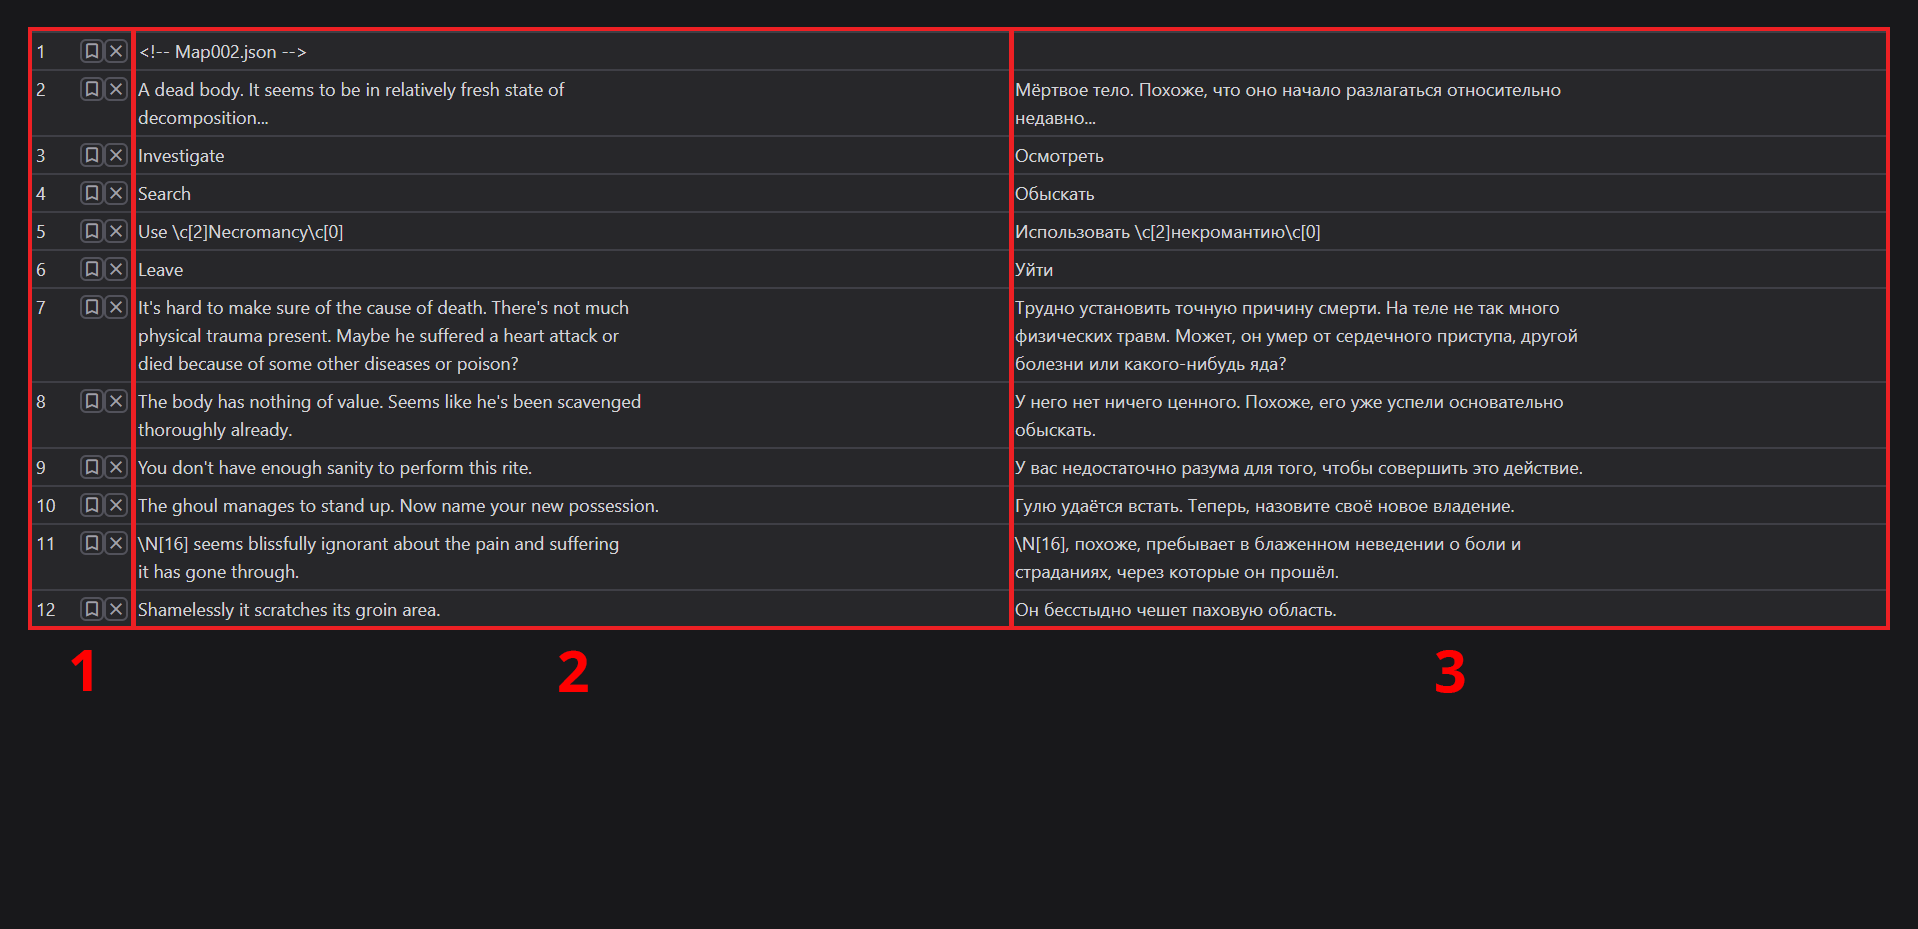 1 <!-- Map002.json -->
2 A dead body. It seems to be in relatively fresh state of
decomposition...
Мёртвое тело. Похоже, что оно начало разлагаться относительно
недавно...
3 Investigate Осмотреть
4 Search Обыскать
5 Use \c[2]Necromancy\c[0] Использовать \c[2]некромантию\c[0]
6 Leave Уйти
7 It's hard to make sure of the cause of death. There's not much
physical trauma present. Maybe he suffered a heart attack or
died because of some other diseases or poison?
Трудно установить точную причину смерти. На теле не так много
физических травм. Может, он умер от сердечного приступа, другой
болезни или какого-нибудь яда?
8 The body has nothing of value. Seems like he's been scavenged
thoroughly already.
У него нет ничего ценного. Похоже, его уже успели основательно
обыскать.
9 You don't have enough sanity to perform this rite. У вас недостаточно разума для того, чтобы совершить это действие.
10 The ghoul manages to stand up. Now name your new possession. Гулю удаётся встать. Теперь, назовите своё новое владение.
11 \N[16] seems blissfully ignorant about the pain and suffering
it has gone through.
\N[16], похоже, пребывает в блаженном неведении о боли и
страданиях, через которые он прошёл.
12 Shamelessly it scratches its groin area. Он бесстыдно чешет паховую область.
1 2 3